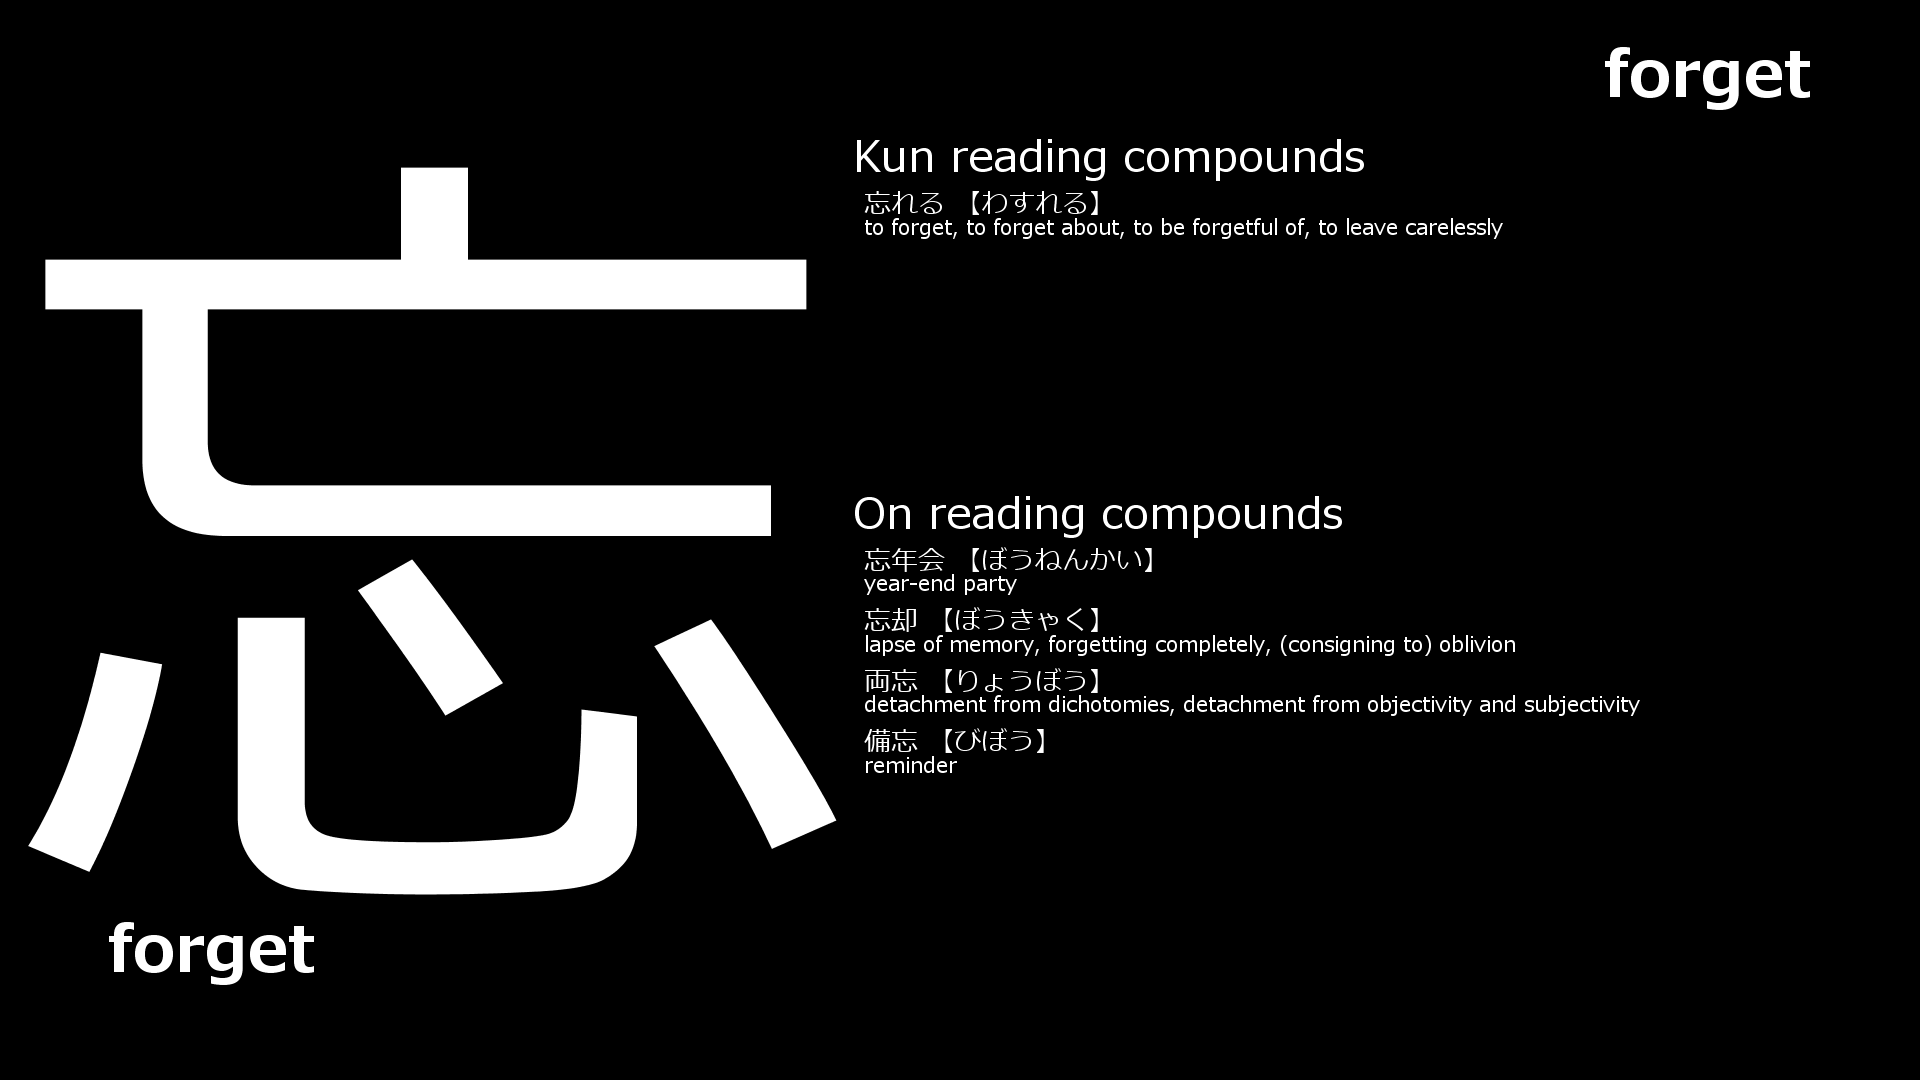 forget
忘
Kun reading compounds
忘れる 【わすれる】
to forget, to forget about, to be forgetful of, to leave carelessly
On reading compounds
忘年会 【ぼうねんかい】
year-end party
忘却 【ぼうきゃく】
lapse of memory, forgetting completely, (consigning to) oblivion
両忘 【りょうぼう】
detachment from dichotomies, detachment from objectivity and subjectivity
備忘 【びぼう】
reminder
forget